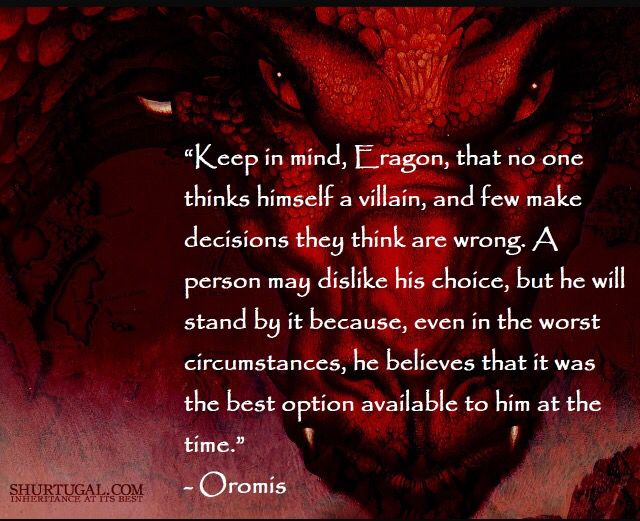 “Keep in mind, Eragon, that no one
thinks himself a villain, and few make
decisions they think are wrong. A
person may dislike his choice, but he will
stand by it because, even in the worst
circumstances, he believes that it was
the best option available to him at the
time.”
- Oromis
SHURTUGAL.COM
INHERITANCE AT ITS BEST